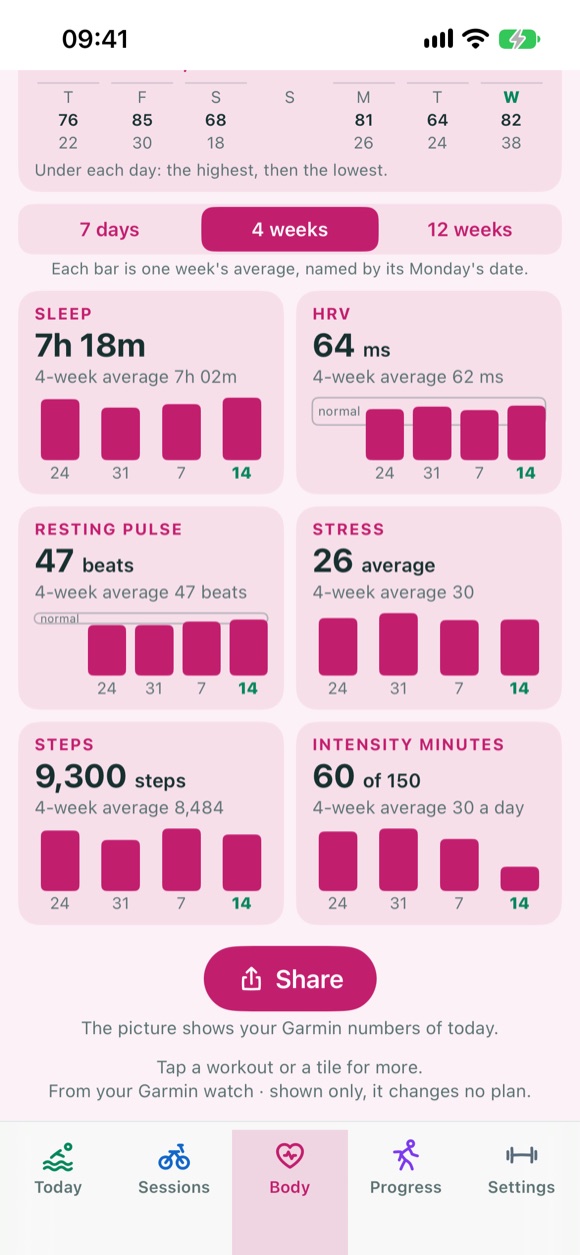 09:41
T F S S M T W
76 85 68 81 64 82
22 30 18 26 24 38
Under each day: the highest, then the lowest.
7 days 4 weeks 12 weeks
Each bar is one week's average, named by its Monday's date.
SLEEP
7h 18m
4-week average 7h 02m
24 31 7 14
HRV
64 ms
4-week average 62 ms
normal
24 31 7 14
RESTING PULSE
47 beats
4-week average 47 beats
normal
24 31 7 14
STRESS
26 average
4-week average 30
24 31 7 14
STEPS
9,300 steps
4-week average 8,484
24 31 7 14
INTENSITY MINUTES
60 of 150
4-week average 30 a day
24 31 7 14
Share
The picture shows your Garmin numbers of today.
Tap a workout or a tile for more.
From your Garmin watch · shown only, it changes no plan.
Today Sessions Body Progress Settings